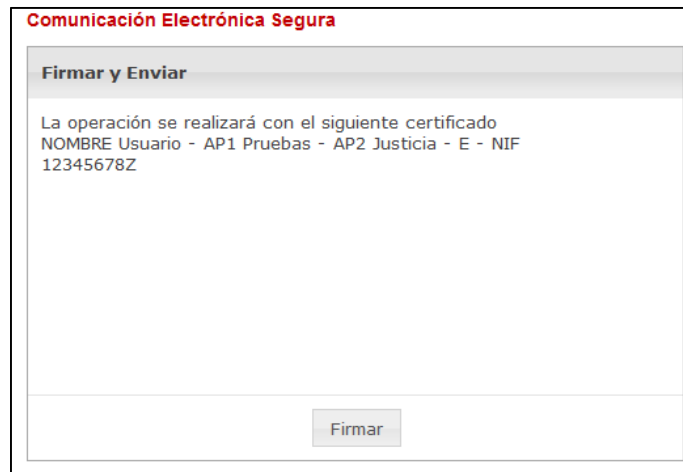 Comunicación Electrónica Segura
Firmar y Enviar
La operación se realizará con el siguiente certificado
NOMBRE Usuario - AP1 Pruebas - AP2 Justicia - E - NIF
12345678Z
Firmar